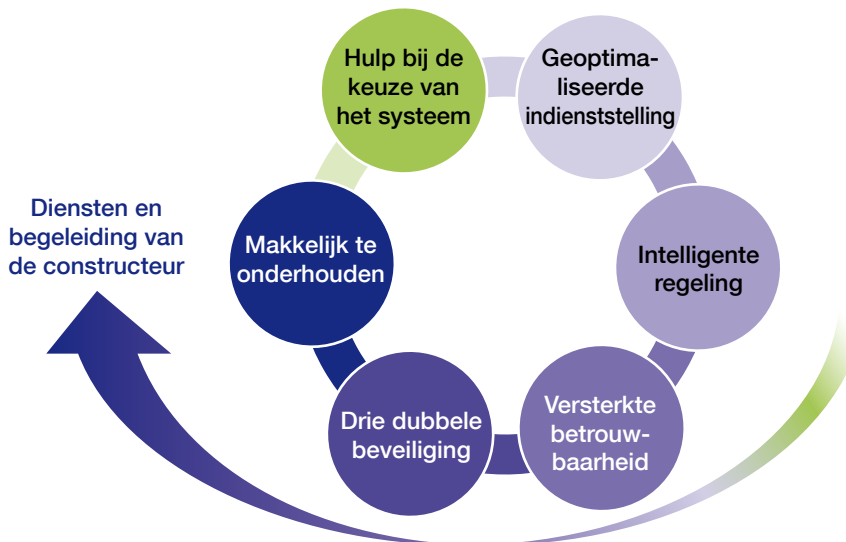 Hulp bij de
keuze van
het systeem
Geoptima-
liseerde
indienststelling
Intelligente
regeling
Versterkte
betrouw-
baarheid
Drie dubbele
beveiliging
Makkelijk te
onderhouden
Diensten en
begeleiding van
de constructeur